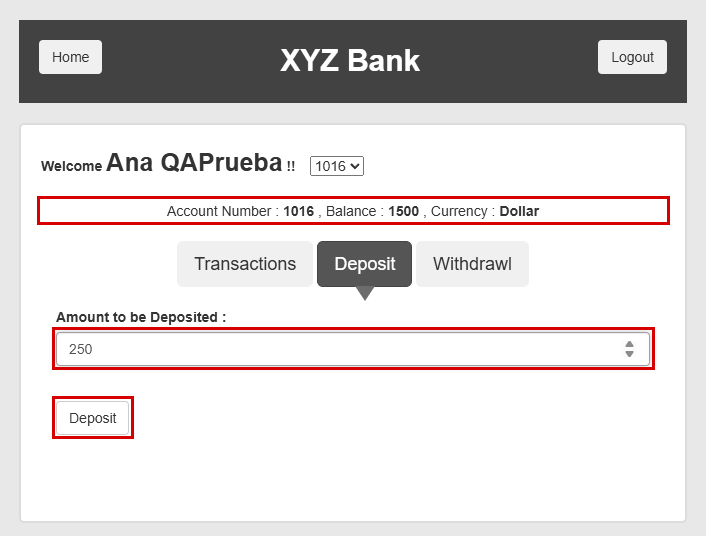 Home XYZ Bank Logout
Welcome Ana QAPrueba !! 1016
Account Number : 1016 , Balance : 1500 , Currency : Dollar
Transactions Deposit Withdrawl
Amount to be Deposited :
250
Deposit